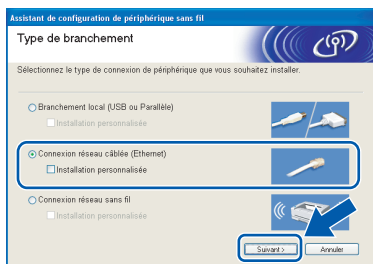 Assistant de configuration de périphérique sans fil
Type de branchement
Sélectionnez le type de connexion de périphérique que vous souhaitez installer.
Branchement local (USB ou Parallèle)
Installation personnalisée
Connexion réseau câblée (Ethernet)
Installation personnalisée
Connexion réseau sans fil
Installation personnalisée
Suivant >
Annuler